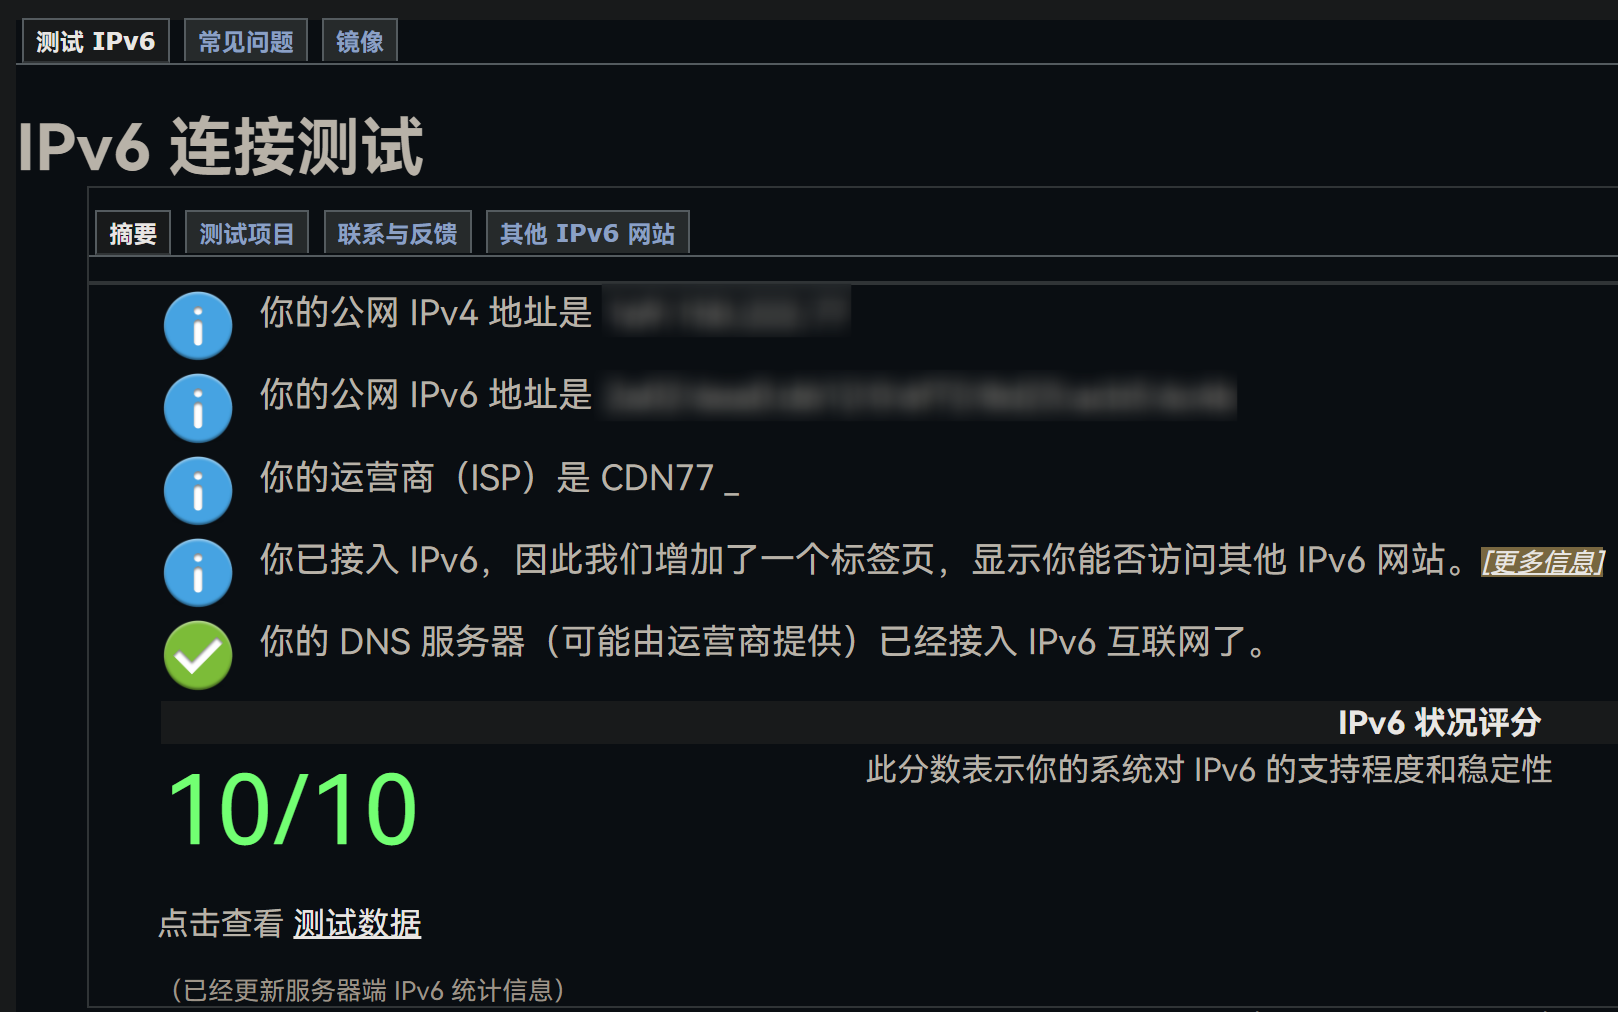 测试 IPv6 常见问题 镜像
IPv6 连接测试
摘要 测试项目 联系与反馈 其他 IPv6 网站
你的公网 IPv4 地址是
你的公网 IPv6 地址是
你的运营商（ISP）是 CDN77 _
你已接入 IPv6，因此我们增加了一个标签页，显示你能否访问其他 IPv6 网站。[更多信息]
你的 DNS 服务器（可能由运营商提供）已经接入 IPv6 互联网了。
IPv6 状况评分
此分数表示你的系统对 IPv6 的支持程度和稳定性
10/10
点击查看 测试数据
（已经更新服务器端 IPv6 统计信息）